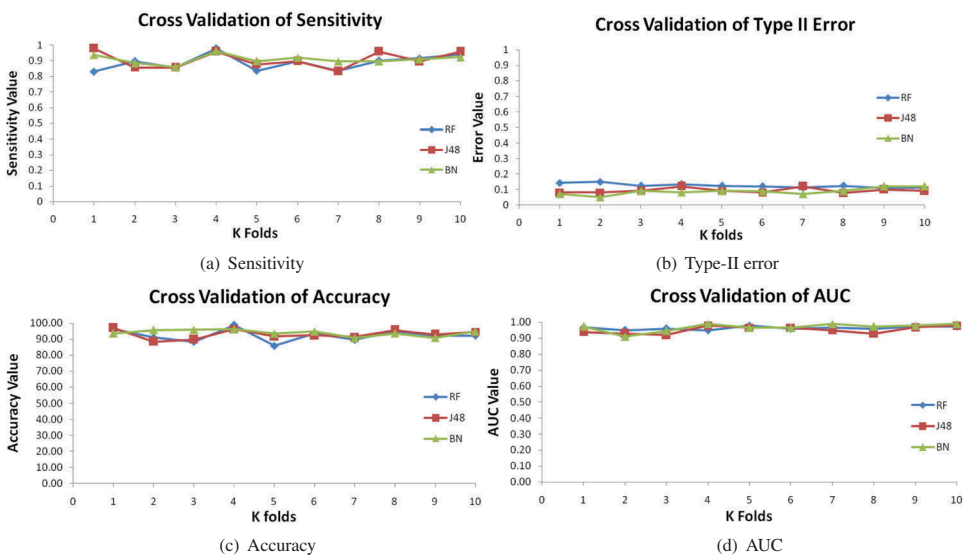 Cross Validation of Sensitivity
1
0.9
0.8
0.7
0.6
0.5
0.4
0.3
0.2
0.1
0
Sensitivity Value
RF
J48
BN
0 1 2 3 4 5 6 7 8 9 10
K Folds
(a) Sensitivity
Cross Validation of Type II Error
1
0.9
0.8
0.7
0.6
0.5
0.4
0.3
0.2
0.1
0
Error Value
RF
J48
BN
0 1 2 3 4 5 6 7 8 9 10
K folds
(b) Type-II error
Cross Validation of Accuracy
100.00
90.00
80.00
70.00
60.00
50.00
40.00
30.00
20.00
10.00
0.00
Accuracy Value
RF
J48
BN
0 1 2 3 4 5 6 7 8 9 10
K folds
(c) Accuracy
Cross Validation of AUC
1.00
0.90
0.80
0.70
0.60
0.50
0.40
0.30
0.20
0.10
0.00
AUC Value
RF
J48
BN
0 1 2 3 4 5 6 7 8 9 10
K Folds
(d) AUC